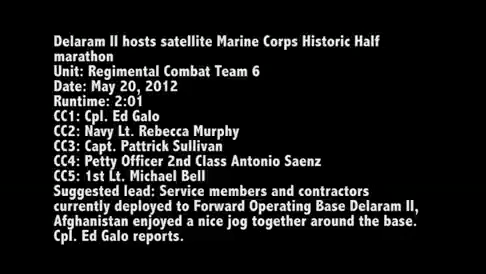 Delaram II hosts satellite Marine Corps Historic Half
marathon
Unit: Regimental Combat Team 6
Date: May 20, 2012
Runtime: 2:01
CC1: Cpl. Ed Galo
CC2: Navy Lt. Rebecca Murphy
CC3: Capt. Pattrick Sullivan
CC4: Petty Officer 2nd Class Antonio Saenz
CC5: 1st Lt. Michael Bell
Suggested lead: Service members and contractors
currently deployed to Forward Operating Base Delaram II,
Afghanistan enjoyed a nice jog together around the base.
Cpl. Ed Galo reports.